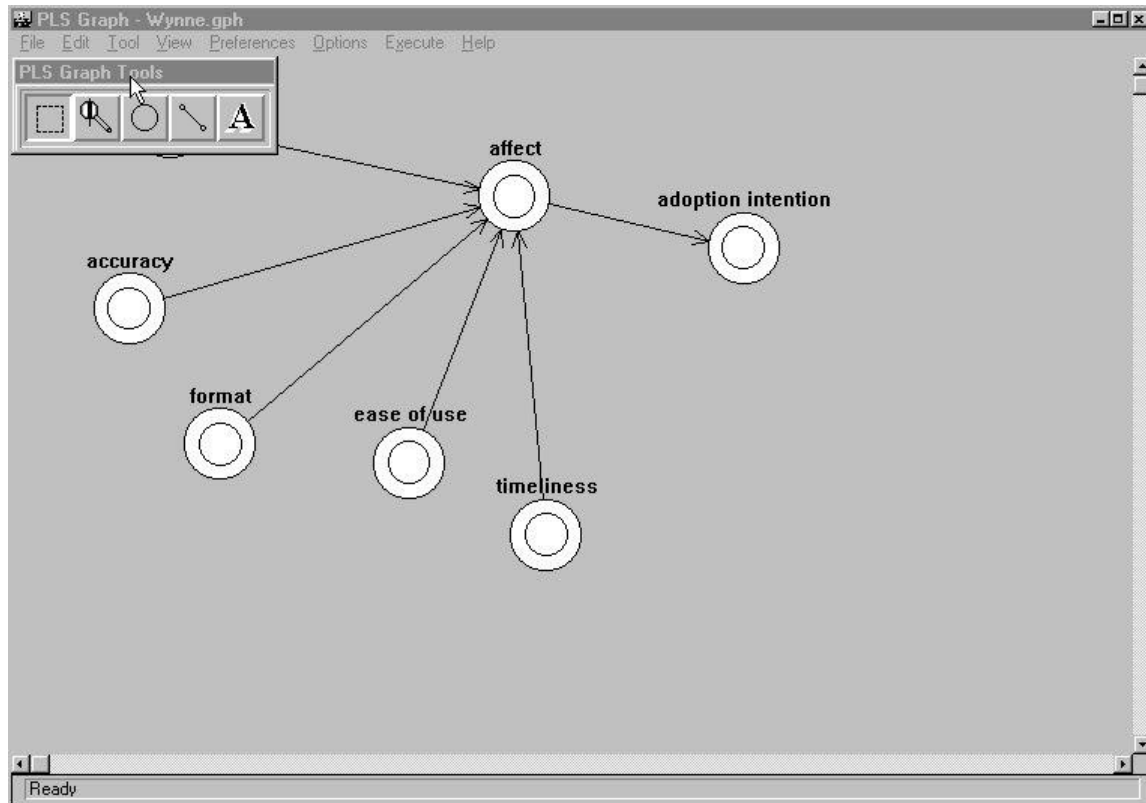 PLS Graph - Wynne.gph
File Edit Tool View Preferences Options Execute Help
PLS Graph Tools
A
affect
adoption intention
accuracy
format
ease of use
timeliness
Ready